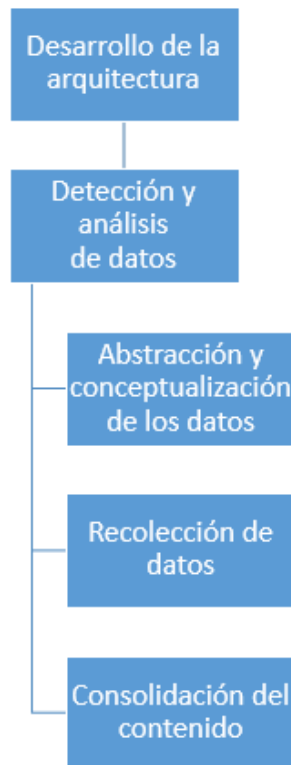 Desarrollo de la
arquitectura
Detección y
análisis
de datos
Abstracción y
conceptualización
de los datos
Recolección de
datos
Consolidación del
contenido